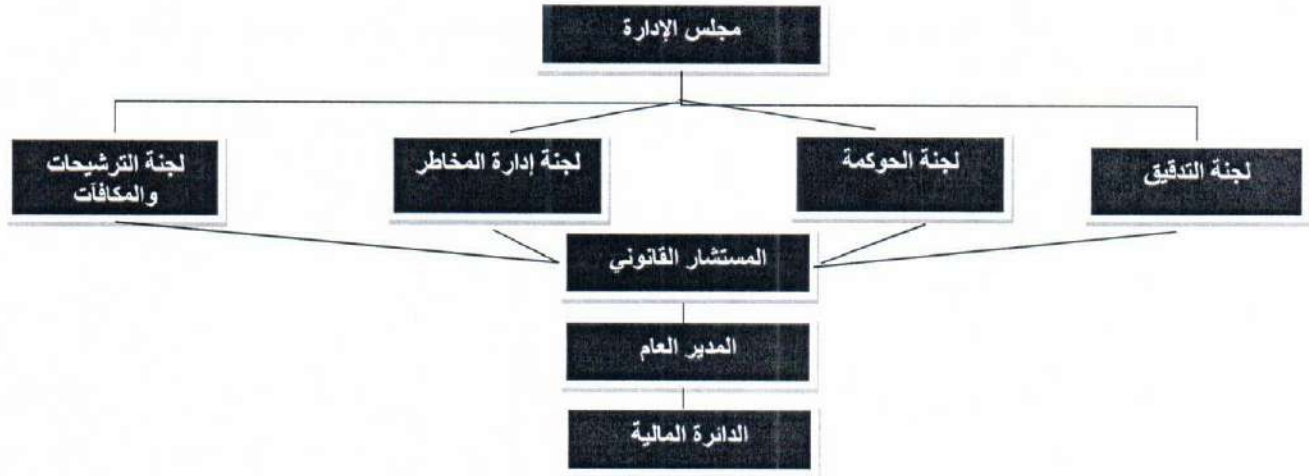 مجلس الإدارة
لجنة التدقيق
لجنة الحوكمة
لجنة إدارة المخاطر
لجنة الترشيحات
والمكافآت
المستشار القانوني
المدير العام
الدائرة المالية